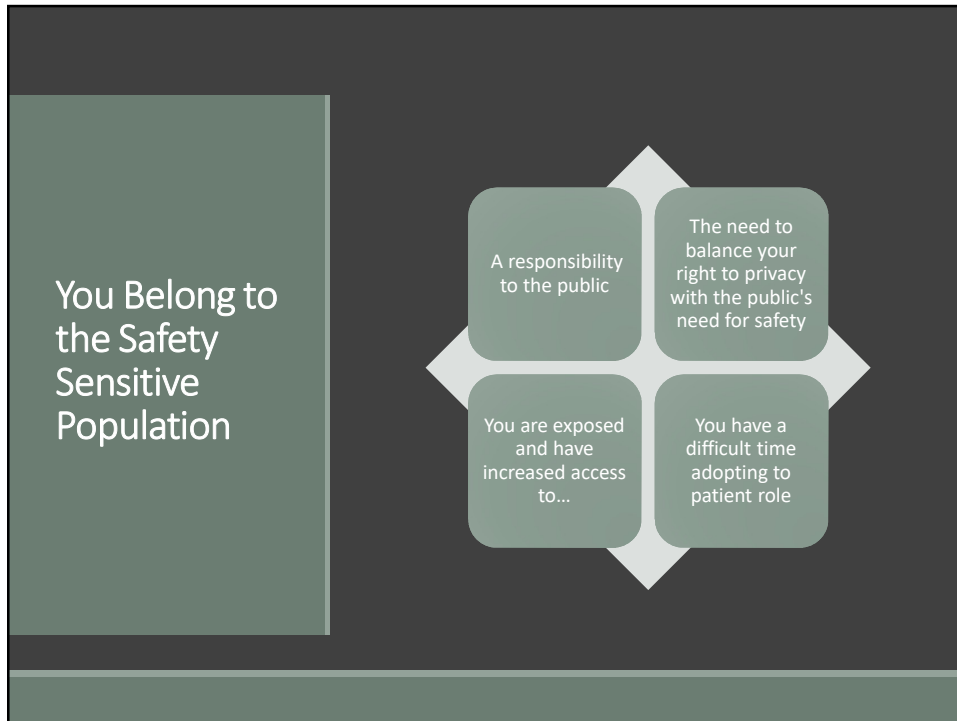 You Belong to
the Safety
Sensitive
Population
A responsibility
to the public
The need to
balance your
right to privacy
with the public's
need for safety
You are exposed
and have
increased access
to...
You have a
difficult time
adopting to
patient role